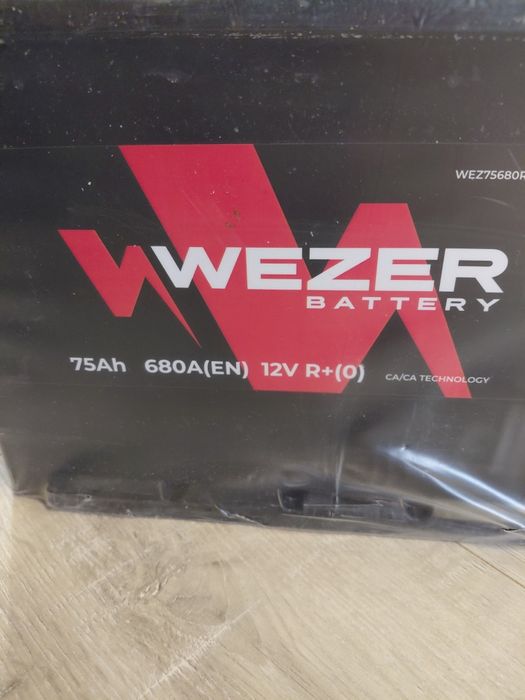 WEZ75680R
WEZER
BATTERY
75Ah 680A(EN) 12V R+(0)
CA/CA TECHNOLOGY